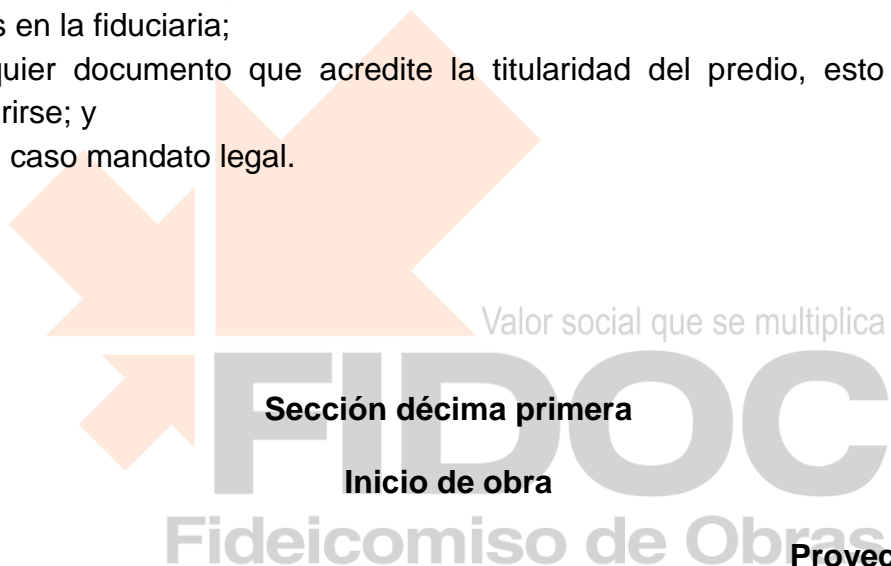 s en la fiduciaria;
quier documento que acredite la titularidad del predio, esto
rirse; y
caso mandato legal.
Valor social que se multiplica
FIDOC
Sección décima primera
Inicio de obra
Fideicomiso de Obras
Proyec